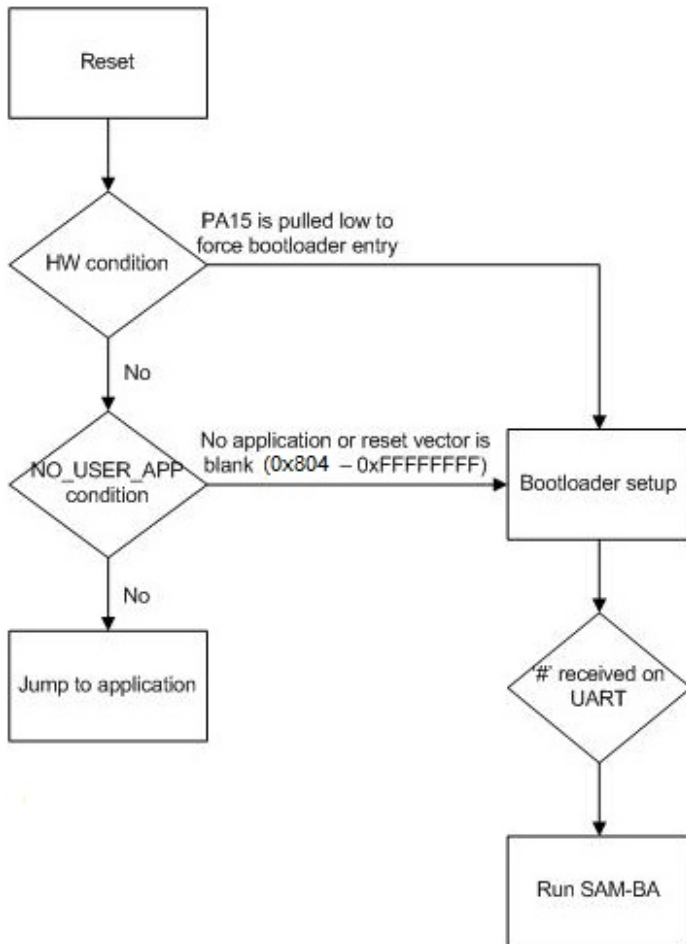 Reset
HW condition
PA15 is pulled low to
force bootloader entry
No
NO_USER_APP
condition
No application or reset vector is
blank (0x804 – 0xFFFFFFFF)
Bootloader setup
No
Jump to application
'#' received on
UART
Run SAM-BA